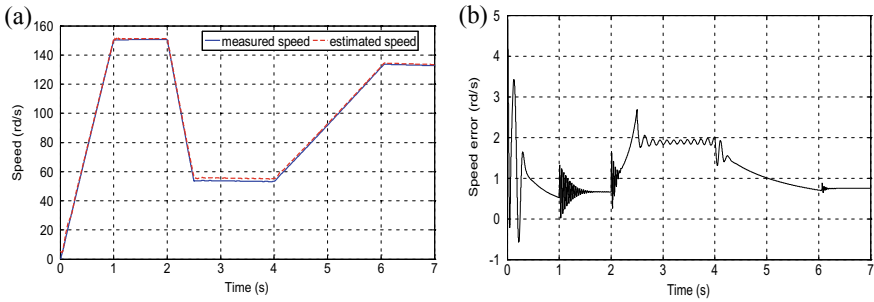 (a)
160
140
120
100
80
60
40
20
0
Speed (rd/s)
measured speed estimated speed
0 1 2 3 4 5 6 7
Time (s)
(b)
5
4
3
2
1
0
-1
Speed error (rd/s)
0 1 2 3 4 5 6 7
Time (s)